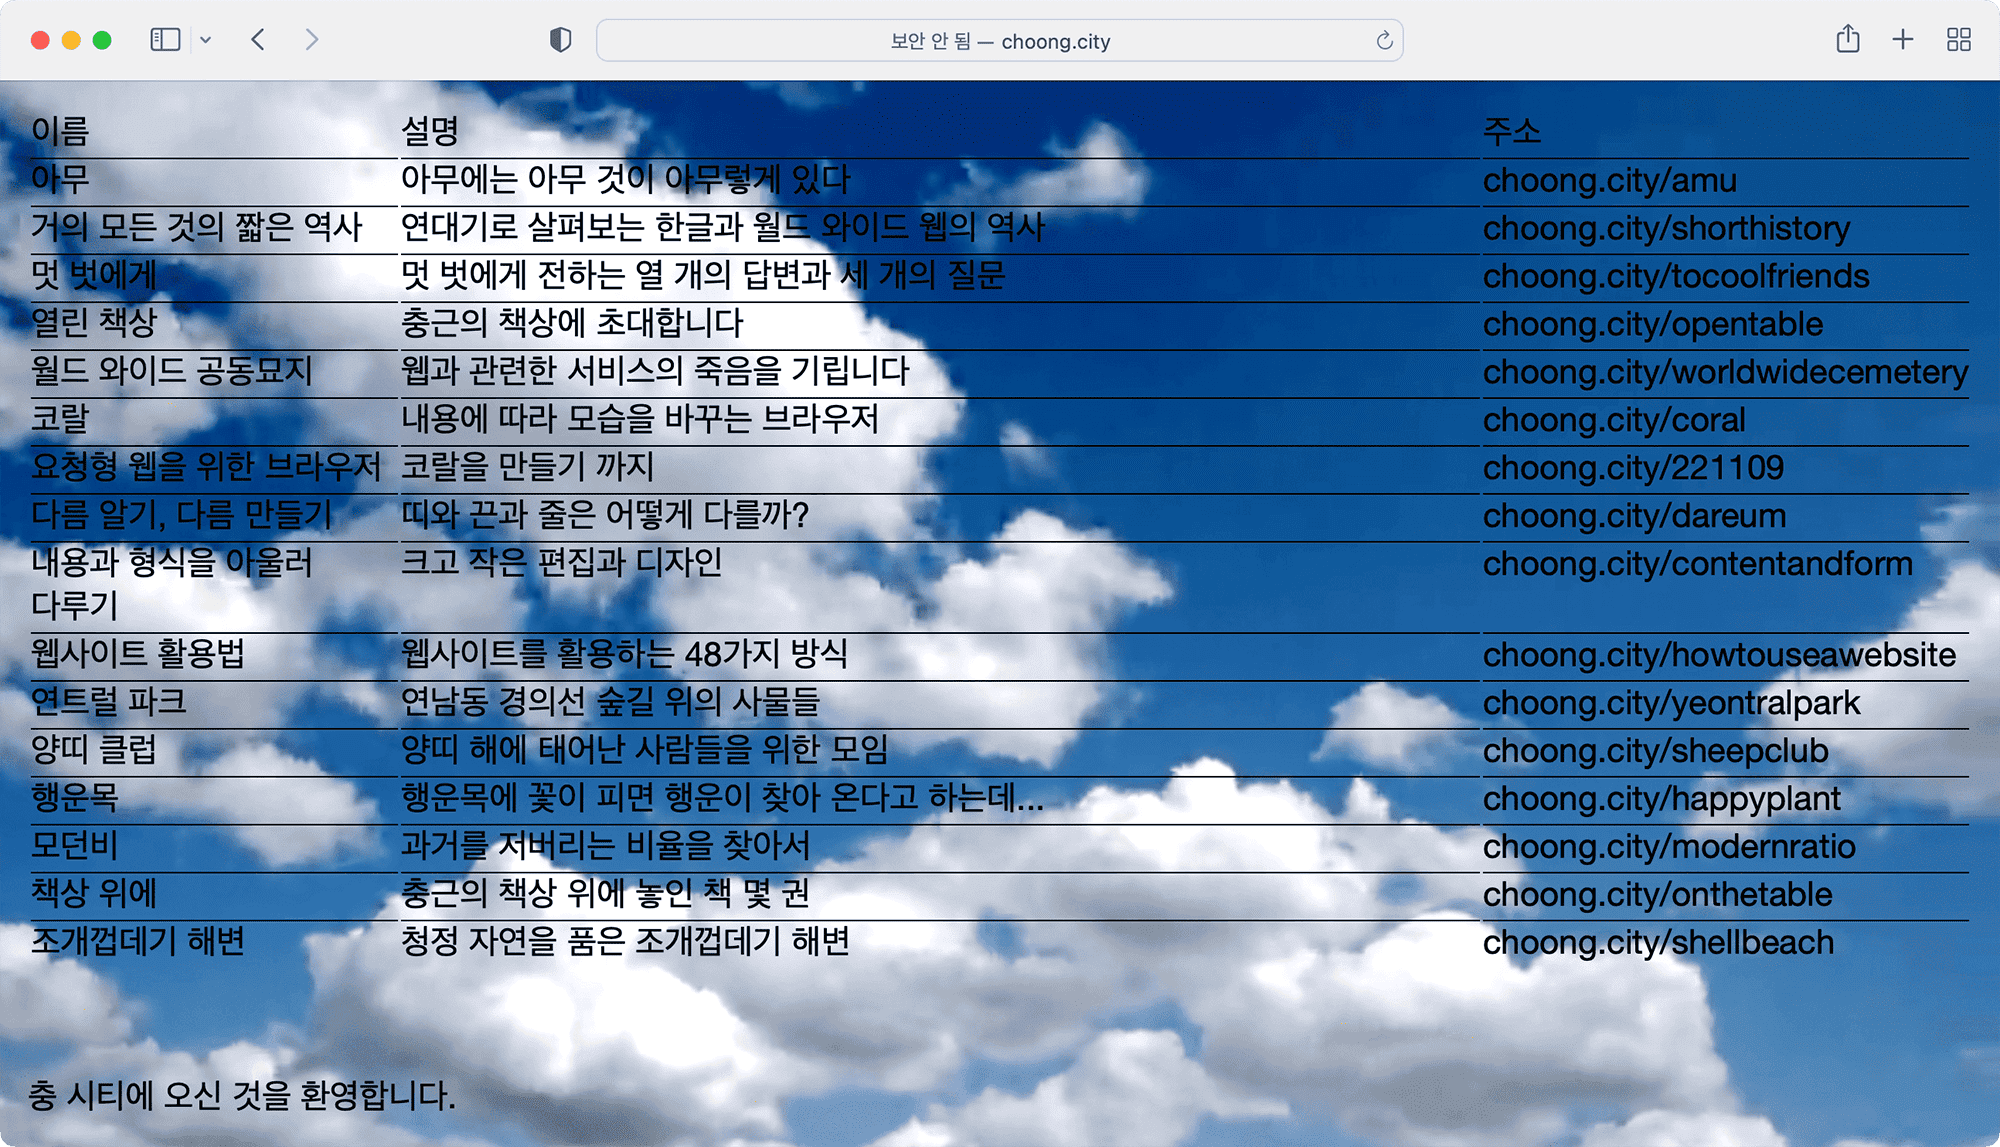 보안 안 됨 — choong.city
이름 설명 주소
아무 아무에는 아무 것이 아무렇게 있다 choong.city/amu
거의 모든 것의 짧은 역사 연대기로 살펴보는 한글과 월드 와이드 웹의 역사 choong.city/shorthistory
멋 벗에게 멋 벗에게 전하는 열 개의 답변과 세 개의 질문 choong.city/tocoolfriends
열린 책상 충근의 책상에 초대합니다 choong.city/opentable
월드 와이드 공동묘지 웹과 관련한 서비스의 죽음을 기립니다 choong.city/worldwidecemetery
코랄 내용에 따라 모습을 바꾸는 브라우저 choong.city/coral
요청형 웹을 위한 브라우저 코랄을 만들기 까지 choong.city/221109
다름 알기, 다름 만들기 띠와 끈과 줄은 어떻게 다를까? choong.city/dareum
내용과 형식을 아울러 크고 작은 편집과 디자인 choong.city/contentandform
다루기
웹사이트 활용법 웹사이트를 활용하는 48가지 방식 choong.city/howtouseawebsite
연트럴 파크 연남동 경의선 숲길 위의 사물들 choong.city/yeontralpark
양띠 클럽 양띠 해에 태어난 사람들을 위한 모임 choong.city/sheepclub
행운목 행운목에 꽃이 피면 행운이 찾아 온다고 하는데... choong.city/happyplant
모던비 과거를 저버리는 비율을 찾아서 choong.city/modernratio
책상 위에 충근의 책상 위에 놓인 책 몇 권 choong.city/onthetable
조개껍데기 해변 청정 자연을 품은 조개껍데기 해변 choong.city/shellbeach
충 시티에 오신 것을 환영합니다.